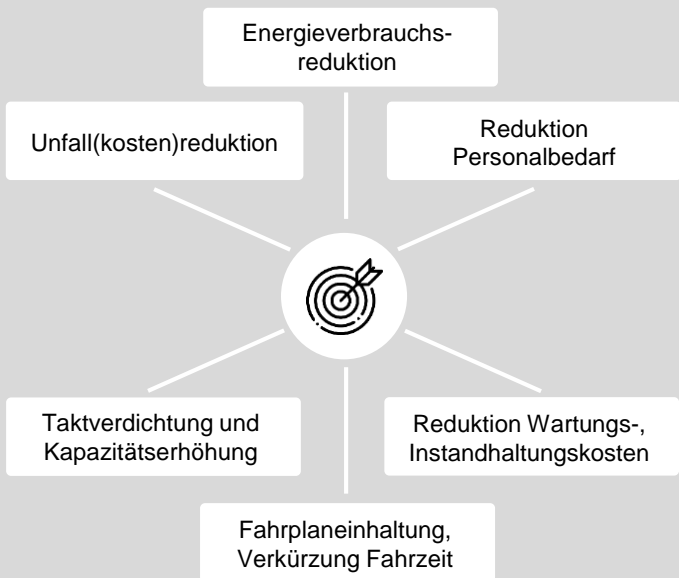 Energieverbrauchs-
reduktion
Unfall(kosten)reduktion
Reduktion
Personalbedarf
Taktverdichtung und
Kapazitätserhöhung
Reduktion Wartungs-,
Instandhaltungskosten
Fahrplaneinhaltung,
Verkürzung Fahrzeit